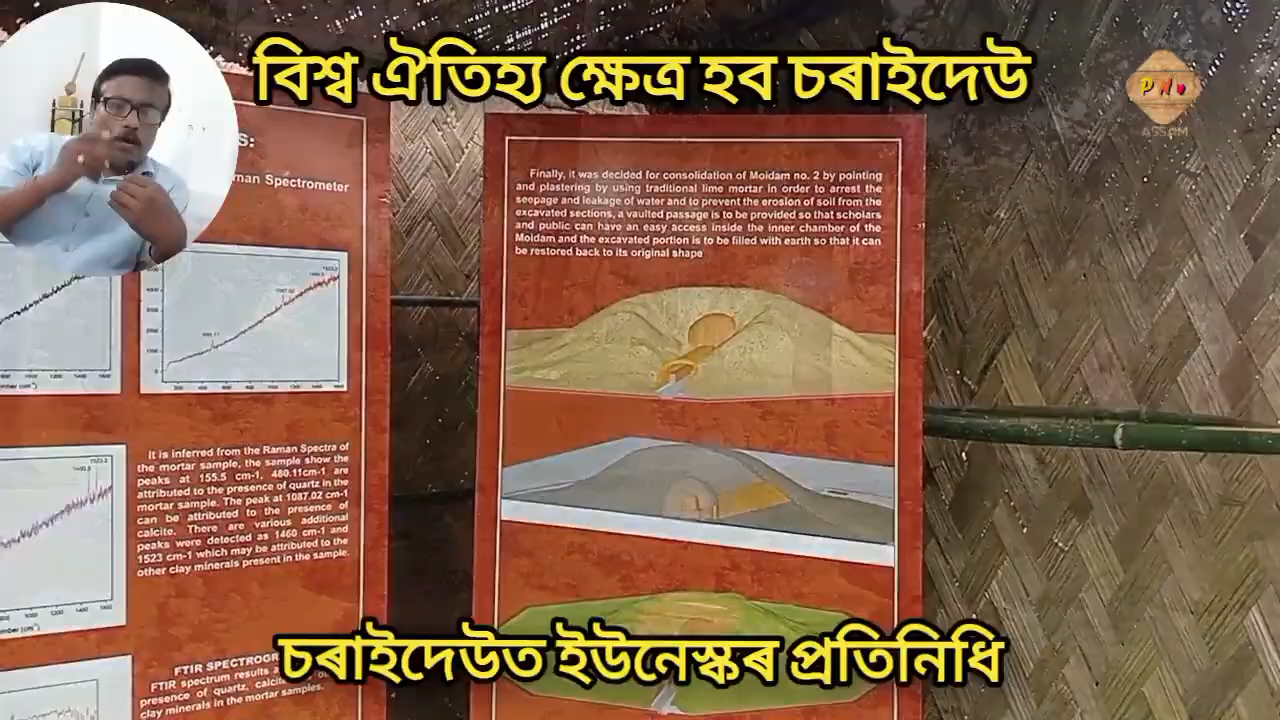 বিশ্ব ঐতিহ্য ক্ষেত্ৰ হব চৰাইদেউ
PNv
ASSAM
S:
man Spectrometer
It is inferred from the Raman Spectra of
the mortar sample, the sample show the
peaks at 155.5 cm-1, 480.11cm-1 are
attributed to the presence of quartz in the
mortar sample. The peak at 1087.02 cm-1
can be attributed to the presence of
calcite. There are various additional
peaks were detected as 1460 cm-1 and
1523 cm-1 which may be attributed to the
other clay minerals present in the sample.
FTIR SPECTROGR
FTIR spectrum results
presence of quartz, calci
clay minerals in the mortar samples.
Finally, it was decided for consolidation of Moidam no. 2 by pointing
and plastering by using traditional lime mortar in order to arrest the
seepage and leakage of water and to prevent the erosion of soil from the
excavated sections, a vaulted passage is to be provided so that scholars
and public can have an easy access inside the inner chamber of the
Moidam and the excavated portion is to be filled with earth so that it can
be restored back to its original shape
চৰাইদেউত ইউনেস্কৰ প্ৰতিনিধি